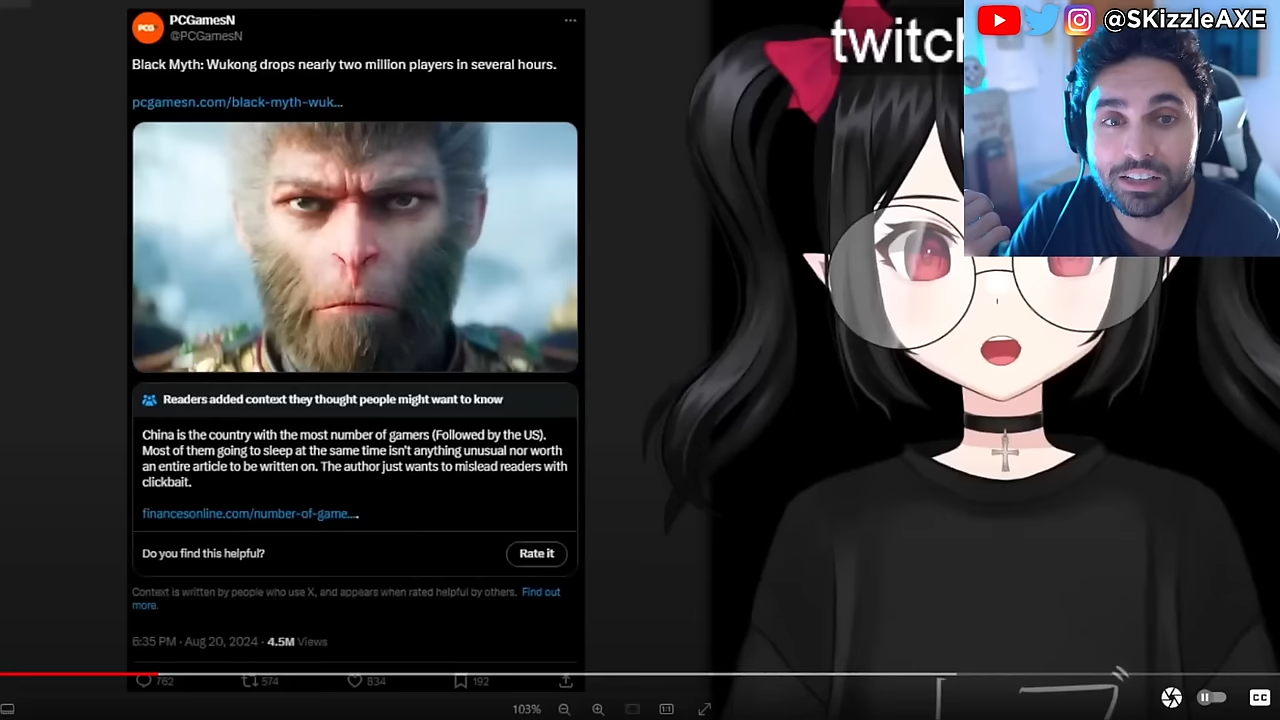 PCG
PCGamesN
@PCGamesN
Black Myth: Wukong drops nearly two million players in several hours.
pcgamesn.com/black-myth-wuk...
Readers added context they thought people might want to know
China is the country with the most number of gamers (Followed by the US).
Most of them going to sleep at the same time isn't anything unusual nor worth
an entire article to be written on. The author just wants to mislead readers with
clickbait.
financesonline.com/number-of-game....
Do you find this helpful?
Rate it
Context is written by people who use X, and appears when rated helpful by others. Find out
more.
6:35 PM · Aug 20, 2024 · 4.5M Views
762 574 834 192
twitch
@SKizzleAXE
103%
1:1
CC